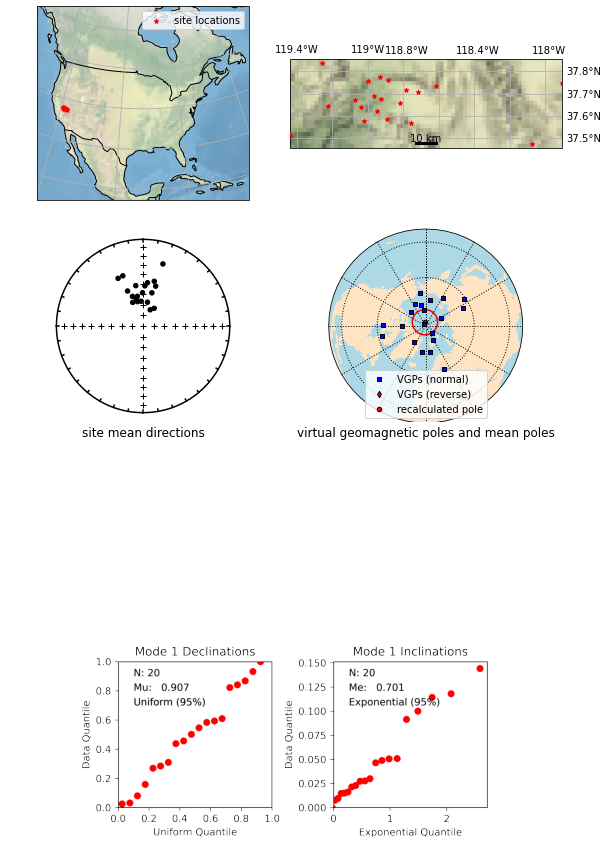 site locations
119.4°W 119°W 118.8°W 118.4°W 118°W
37.8°N
37.7°N
37.6°N
37.5°N
10 km
VGPs (normal)
VGPs (reverse)
recalculated pole
site mean directions
virtual geomagnetic poles and mean poles
Mode 1 Declinations
N: 20
Mu: 0.907
Uniform (95%)
Data Quantile
1.0
0.8
0.6
0.4
0.2
0.0
0.0 0.2 0.4 0.6 0.8 1.0
Uniform Quantile
Mode 1 Inclinations
N: 20
Me: 0.701
Exponential (95%)
Data Quantile
0.150
0.125
0.100
0.075
0.050
0.025
0.000
0 1 2
Exponential Quantile